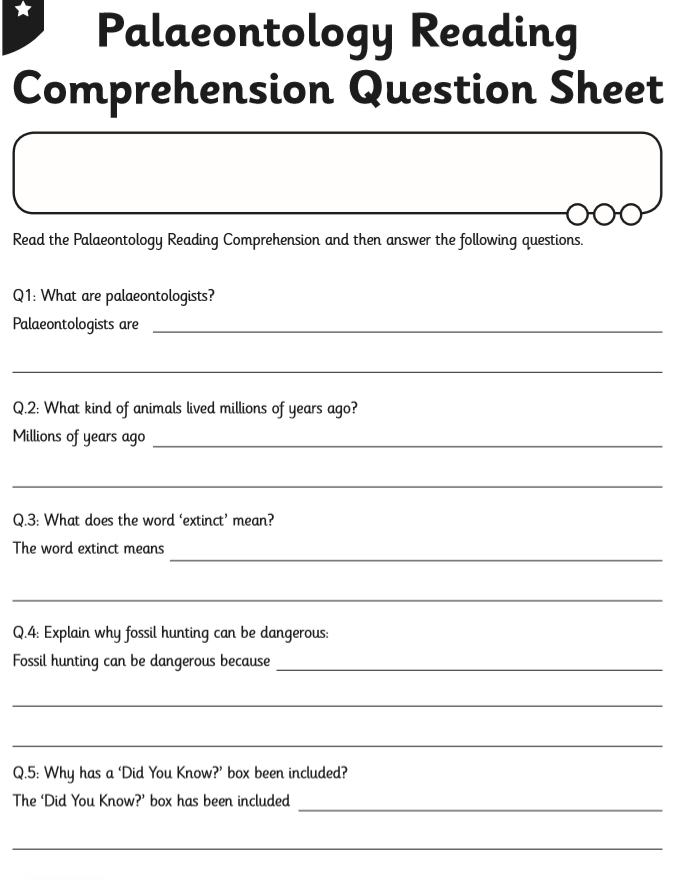 Palaeontology Reading
Comprehension Question Sheet
Read the Palaeontology Reading Comprehension and then answer the following questions.
Q1: What are palaeontologists?
Palaeontologists are
Q.2: What kind of animals lived millions of years ago?
Millions of years ago
Q.3: What does the word ‘extinct’ mean?
The word extinct means
Q.4: Explain why fossil hunting can be dangerous:
Fossil hunting can be dangerous because
Q.5: Why has a ‘Did You Know?’ box been included?
The ‘Did You Know?’ box has been included